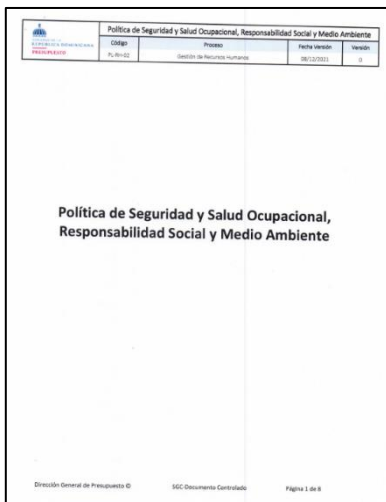 Política de Seguridad y Salud Ocupacional, Responsabilidad Social y Medio Ambiente
Código Proceso Fecha Versión Versión
REPÚBLICA DOMINICANA
PRESUPUESTO
PL-RH-02 Gestión de Recursos Humanos 08/12/2021 0
Política de Seguridad y Salud Ocupacional,
Responsabilidad Social y Medio Ambiente
Dirección General de Presupuesto © SGC-Documento Controlado Página 1 de 8